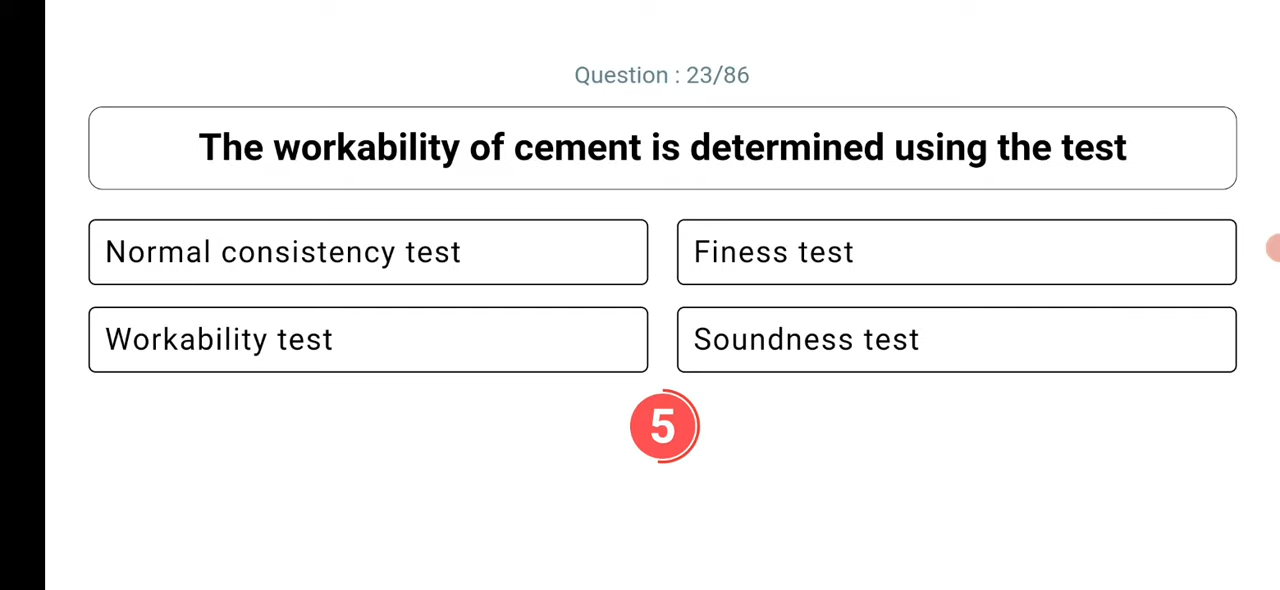 Question : 23/86
The workability of cement is determined using the test
Normal consistency test
Finess test
Workability test
Soundness test
5